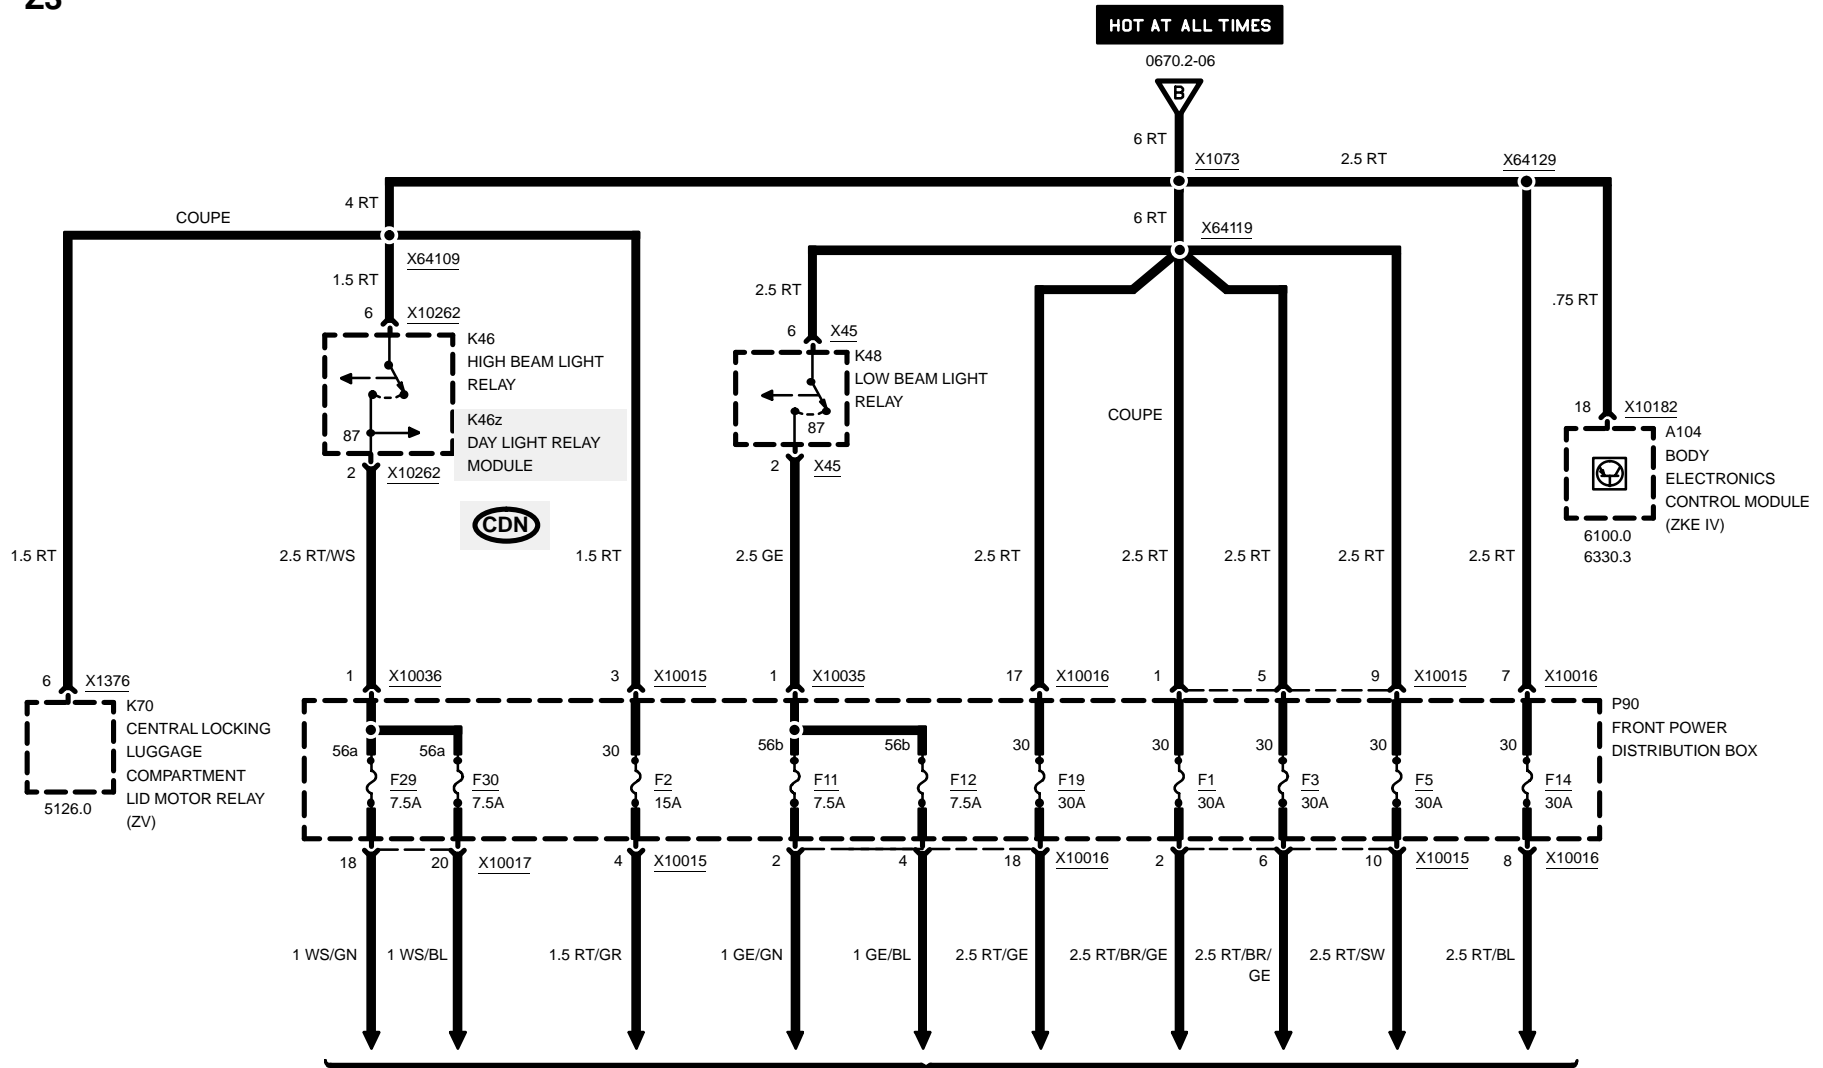 Z3
HOT AT ALL TIMES
0670.2-06
B
6 RT
X1073
2.5 RT
X64129
4 RT
COUPE
6 RT
X64119
X64109
1.5 RT
2.5 RT
.75 RT
6
X10262
6
X45
K46
HIGH BEAM LIGHT
RELAY
K48
LOW BEAM LIGHT
RELAY
K46z
DAY LIGHT RELAY
MODULE
87
87
COUPE
18
X10182
A104
BODY
ELECTRONICS
CONTROL MODULE
(ZKE IV)
6100.0
6330.3
2
X10262
2
X45
CDN
1.5 RT
2.5 RT/WS
1.5 RT
2.5 GE
2.5 RT
2.5 RT
2.5 RT
2.5 RT
2.5 RT
6
X1376
1
X10036
3
X10015
1
X10035
17
X10016
1
5
9
X10015
7
X10016
K70
CENTRAL LOCKING
LUGGAGE
COMPARTMENT
LID MOTOR RELAY
(ZV)
5126.0
P90
FRONT POWER
DISTRIBUTION BOX
56a
56a
30
56b
56b
30
30
30
30
30
F29
7.5A
F30
7.5A
F2
15A
F11
7.5A
F12
7.5A
F19
30A
F1
30A
F3
30A
F5
30A
F14
30A
18
20
X10017
4
X10015
2
4
18
X10016
2
6
10
X10015
8
X10016
1 WS/GN
1 WS/BL
1.5 RT/GR
1 GE/GN
1 GE/BL
2.5 RT/GE
2.5 RT/BR/GE
2.5 RT/BR/
GE
2.5 RT/SW
2.5 RT/BL